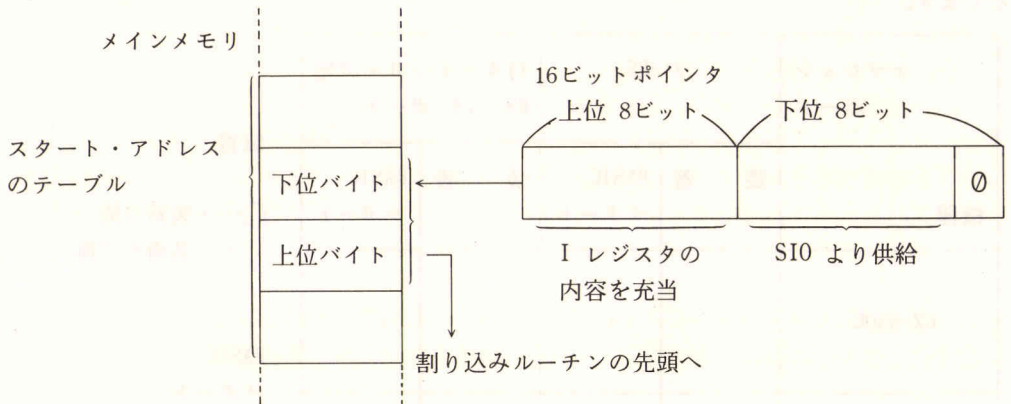 メインメモリ
スタート・アドレス
のテーブル
下位バイト
上位バイト
割り込みルーチンの先頭へ
16ビットポインタ
上位 8ビット
下位 8ビット
0
I レジスタの
内容を充当
SIO より供給